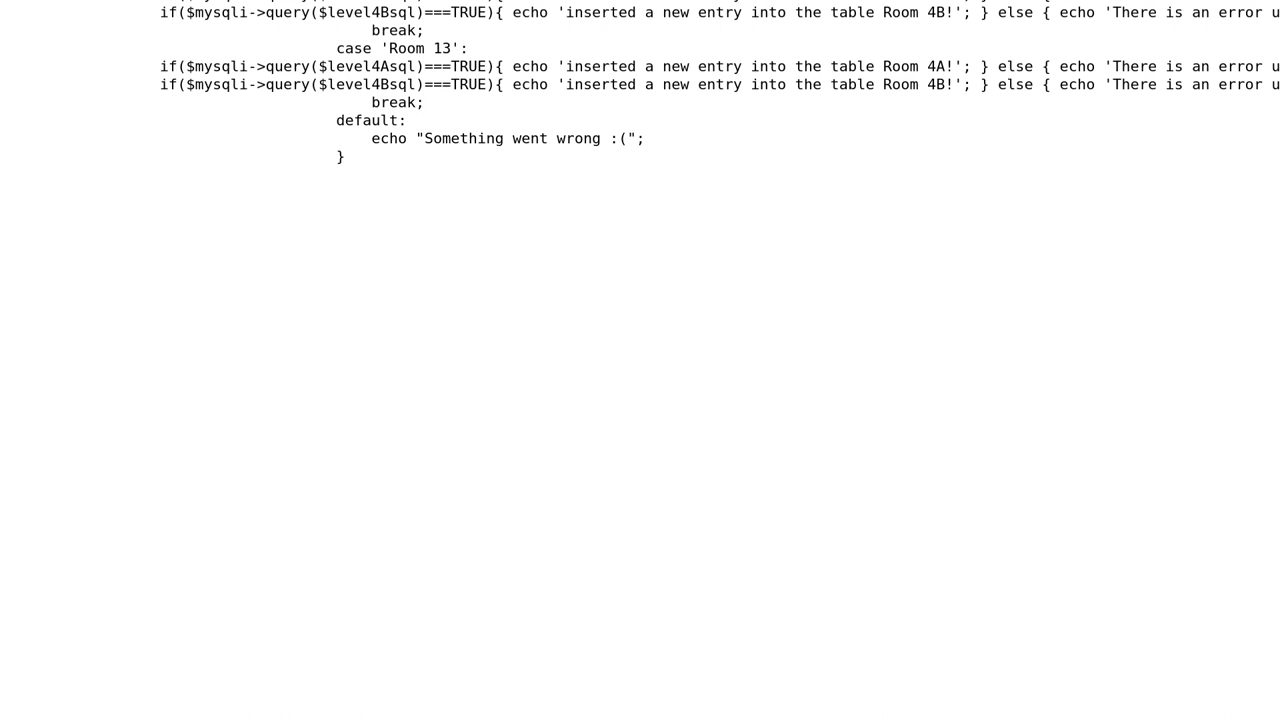 if($mysqli->query($level4Bsql)===TRUE){ echo 'inserted a new entry into the table Room 4B!'; } else { echo 'There is an error u
break;
case 'Room 13':
if($mysqli->query($level4Asql)===TRUE){ echo 'inserted a new entry into the table Room 4A!'; } else { echo 'There is an error u
if($mysqli->query($level4Bsql)===TRUE){ echo 'inserted a new entry into the table Room 4B!'; } else { echo 'There is an error u
break;
default:
echo "Something went wrong :(";
}